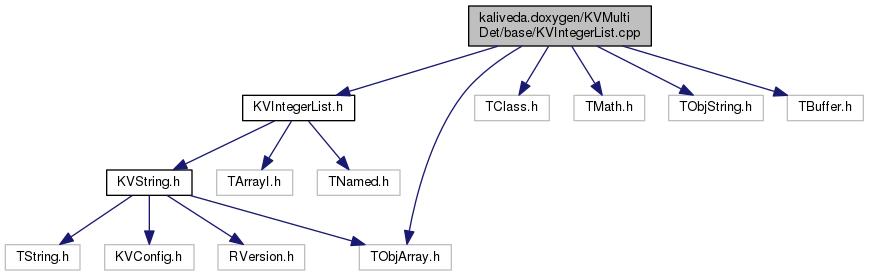 kaliveda.doxygen/KVMulti
Det/base/KVIntegerList.cpp
KVIntegerList.h
TClass.h
TMath.h
TObjString.h
TBuffer.h
KVString.h
TArrayI.h
TNamed.h
TString.h
KVConfig.h
RVersion.h
TObjArray.h